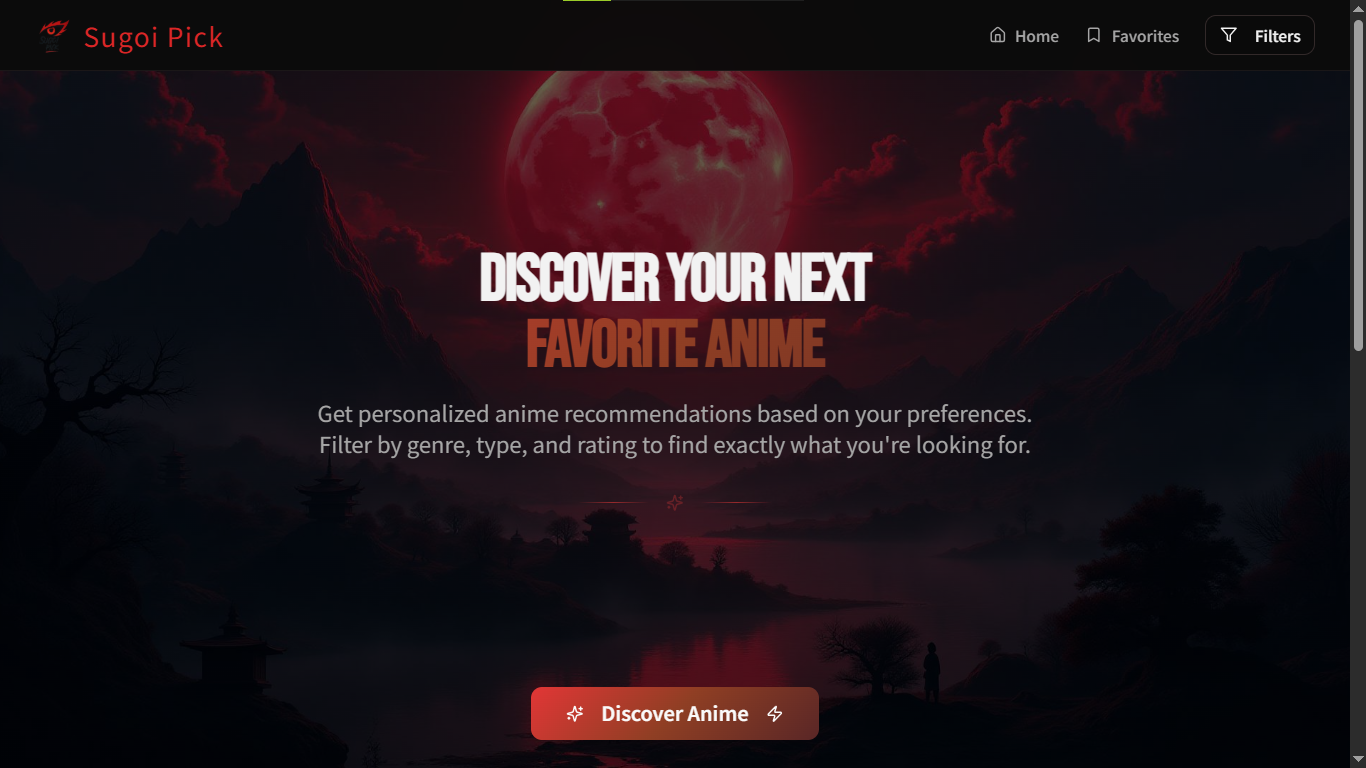 Sugoi Pick
Home
Favorites
Filters
DISCOVER YOUR NEXT
FAVORITE ANIME
Get personalized anime recommendations based on your preferences.
Filter by genre, type, and rating to find exactly what you're looking for.
Discover Anime